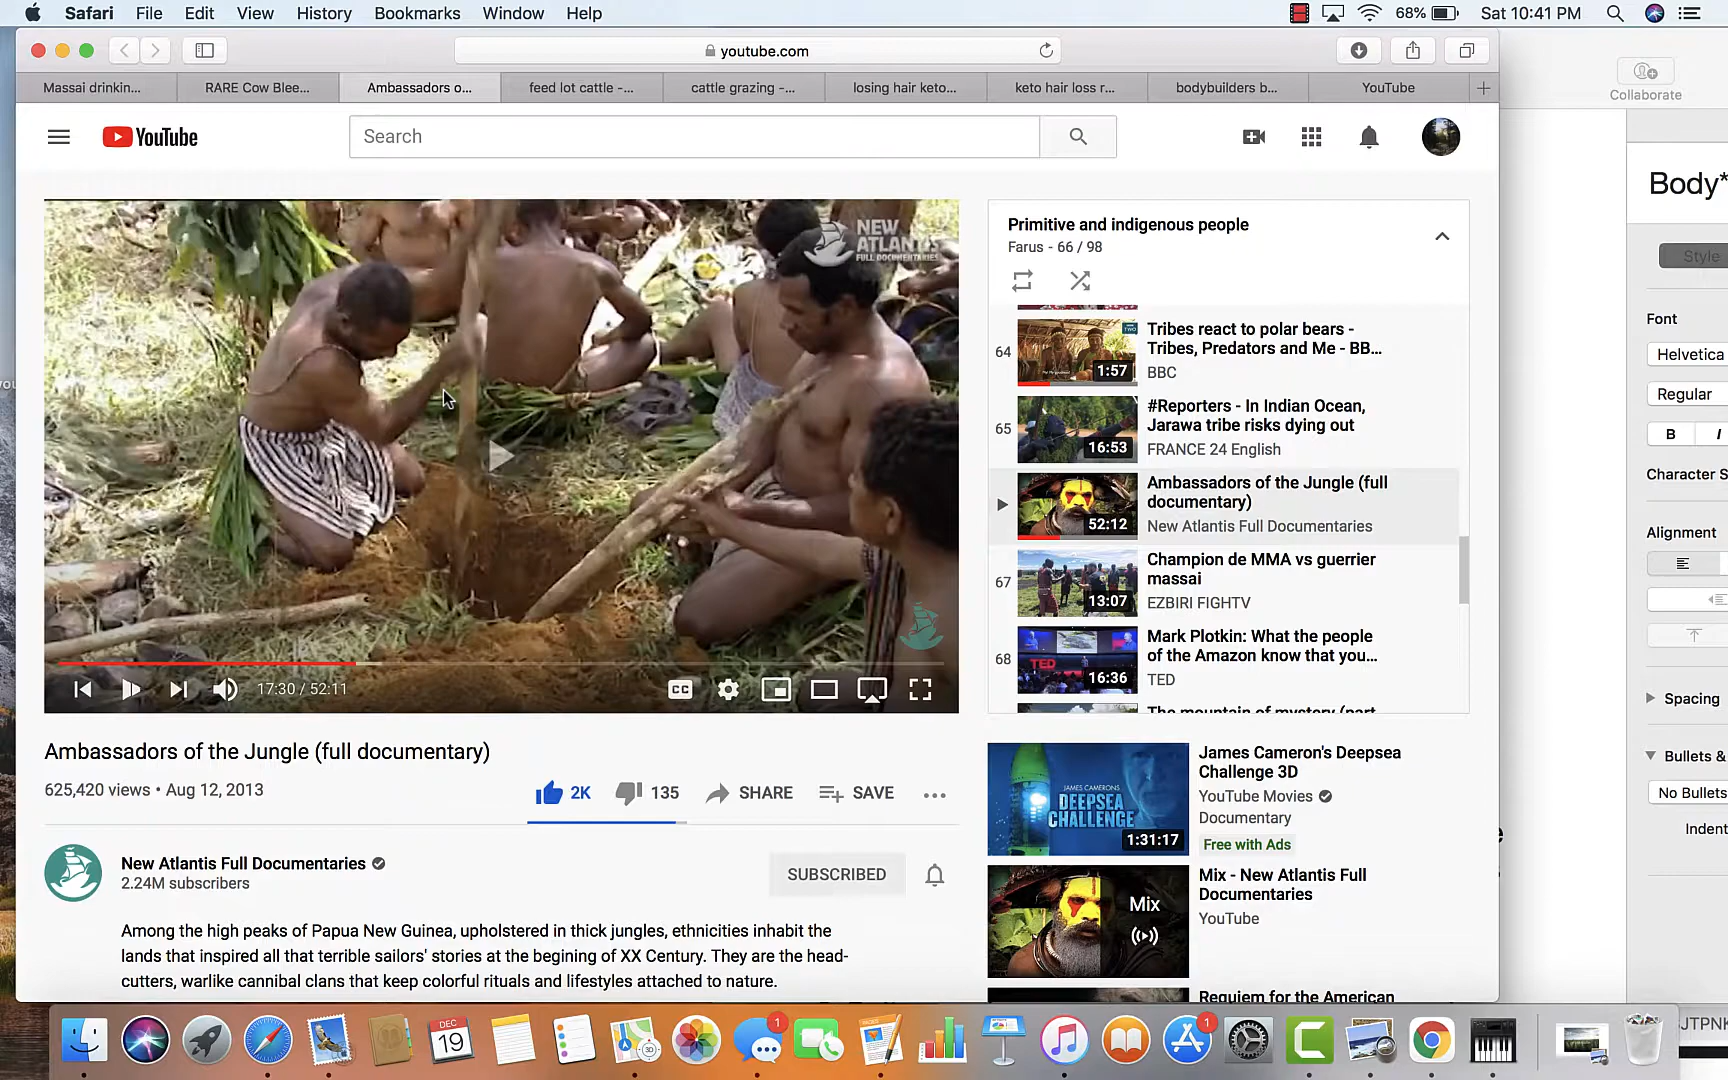 Safari File Edit View History Bookmarks Window Help 68% Sat 10:41 PM
youtube.com
Massai drinkin... RARE Cow Blee... Ambassadors o... feed lot cattle -... cattle grazing -... losing hair keto... keto hair loss r... bodybuilders b... YouTube
Collaborate
YouTube Search
Body*
Style
Font
Helvetica
Regular
B I
Character S
Alignment
Spacing
Bullets &
No Bullets
Indent
NEW
ATLANTIS
FULL DOCUMENTARIES
17:30 / 52:11 CC
Primitive and indigenous people
Farus - 66 / 98
64
Tribes react to polar bears -
Tribes, Predators and Me - BB...
BBC
1:57
65
#Reporters - In Indian Ocean,
Jarawa tribe risks dying out
FRANCE 24 English
16:53
Ambassadors of the Jungle (full
documentary)
New Atlantis Full Documentaries
52:12
67
Champion de MMA vs guerrier
massai
EZBIRI FIGHTV
13:07
68
Mark Plotkin: What the people
of the Amazon know that you...
TED
TED
16:36
The mountain of mystery (part
Ambassadors of the Jungle (full documentary)
625,420 views • Aug 12, 2013
2K 135 SHARE SAVE
New Atlantis Full Documentaries
2.24M subscribers
SUBSCRIBED
Among the high peaks of Papua New Guinea, upholstered in thick jungles, ethnicities inhabit the
lands that inspired all that terrible sailors' stories at the begining of XX Century. They are the head-
cutters, warlike cannibal clans that keep colorful rituals and lifestyles attached to nature.
JAMES CAMERON'S
DEEPSEA
CHALLENGE
1:31:17
James Cameron's Deepsea
Challenge 3D
YouTube Movies
Documentary
Free with Ads
Mix
Mix - New Atlantis Full
Documentaries
YouTube
Requiem for the American
DEC
19
3D
1
1
JTPNK